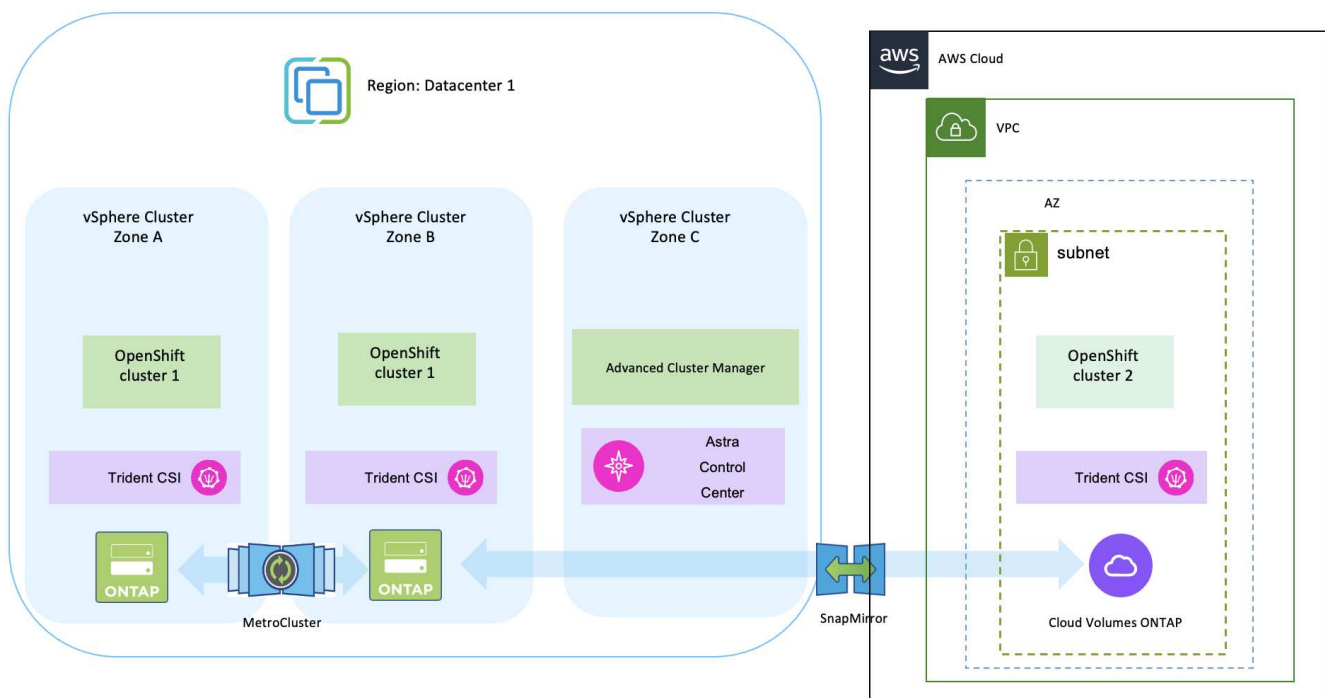 Region: Datacenter 1
vSphere Cluster
Zone A
vSphere Cluster
Zone B
vSphere Cluster
Zone C
OpenShift
cluster 1
OpenShift
cluster 1
Advanced Cluster Manager
Trident CSI
Trident CSI
Astra
Control
Center
ONTAP
ONTAP
MetroCluster
SnapMirror
aws
AWS Cloud
VPC
AZ
subnet
OpenShift
cluster 2
Trident CSI
Cloud Volumes ONTAP